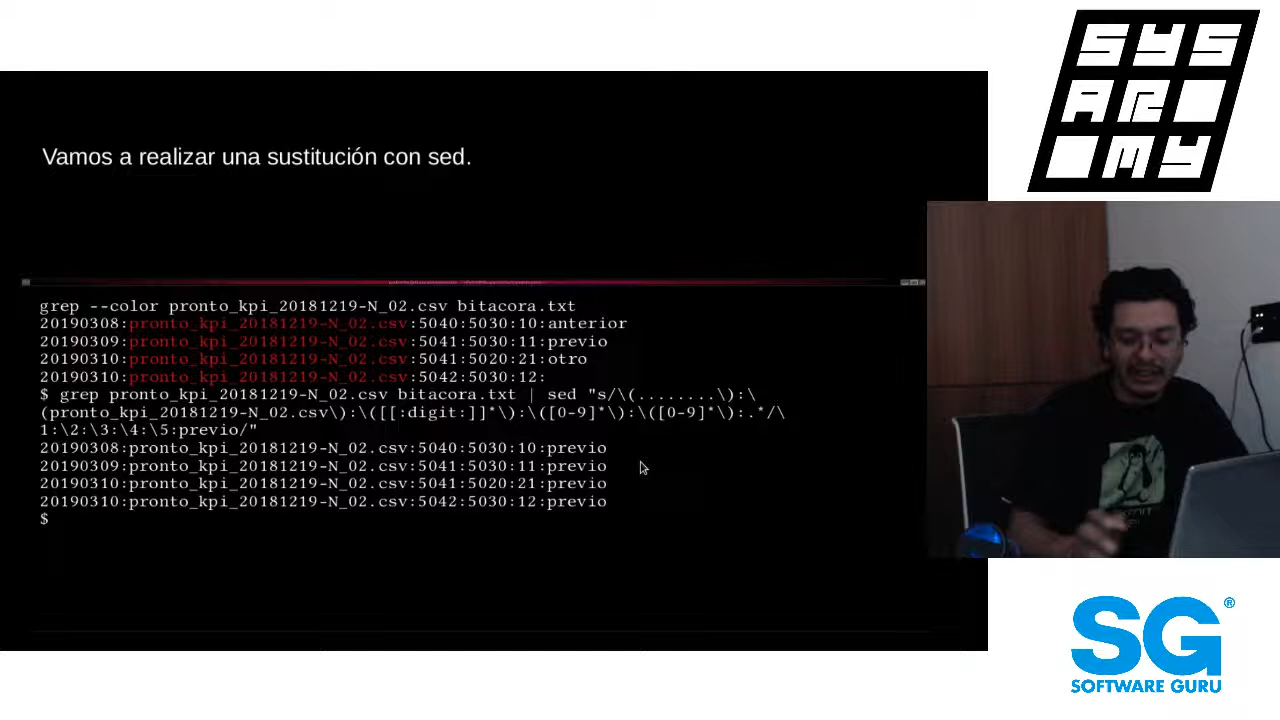 SYS
AR
MY
Vamos a realizar una sustitución con sed.
grep --color pronto_kpi_20181219-N_02.csv bitacora.txt
20190308:pronto_kpi_20181219-N_02.csv:5040:5030:10:anterior
20190309:pronto_kpi_20181219-N_02.csv:5041:5030:11:previo
20190310:pronto_kpi_20181219-N_02.csv:5041:5020:21:otro
20190310:pronto_kpi_20181219-N_02.csv:5042:5030:12:
$ grep pronto_kpi_20181219-N_02.csv bitacora.txt | sed "s/\(........\):\
(pronto_kpi_20181219-N_02.csv\):\([[:digit:]]*\):\([0-9]*\):\([0-9]*\):.*/\
1:\2:\3:\4:\5:previo/"
20190308:pronto_kpi_20181219-N_02.csv:5040:5030:10:previo
20190309:pronto_kpi_20181219-N_02.csv:5041:5030:11:previo
20190310:pronto_kpi_20181219-N_02.csv:5041:5020:21:previo
20190310:pronto_kpi_20181219-N_02.csv:5042:5030:12:previo
$
SG®
SOFTWARE GURU